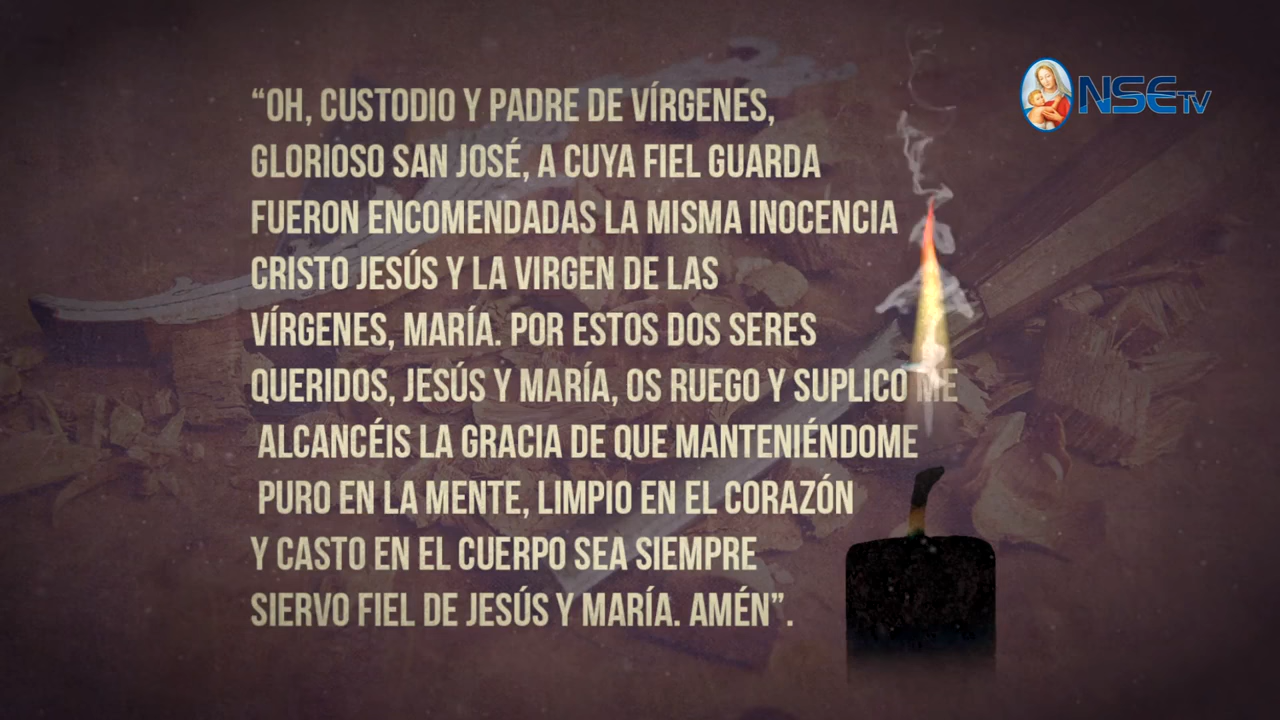 “OH, CUSTODIO Y PADRE DE VÍRGENES,
GLORIOSO SAN JOSÉ, A CUYA FIEL GUARDA
FUERON ENCOMENDADAS LA MISMA INOCENCIA
CRISTO JESÚS Y LA VIRGEN DE LAS
VÍRGENES, MARÍA. POR ESTOS DOS SERES
QUERIDOS, JESÚS Y MARÍA, OS RUEGO Y SUPLICO ME
ALCANCÉIS LA GRACIA DE QUE MANTENIÉNDOME
PURO EN LA MENTE, LIMPIO EN EL CORAZÓN
Y CASTO EN EL CUERPO SEA SIEMPRE
SIERVO FIEL DE JESÚS Y MARÍA. AMÉN”.
NSETV